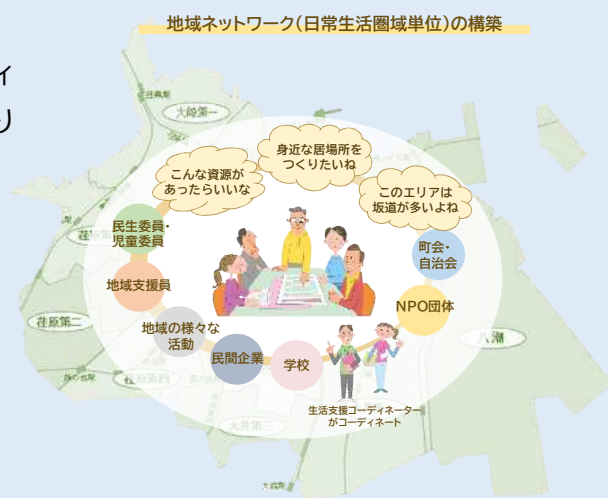 地域ネットワーク(日常生活圏域単位)の構築
ィ
り
大崎第一
身近な居場所を
つくりたいね
こんな資源が
あったらいいな
このエリアは
坂道が多いよね
民生委員・
児童委員
町会・
自治会
地域支援員
NPO団体
荏原第二
地域の様々な
活動
民間企業
学校
八潮
荏原第四
生活支援コーディネーター
がコーディネート
大井第三